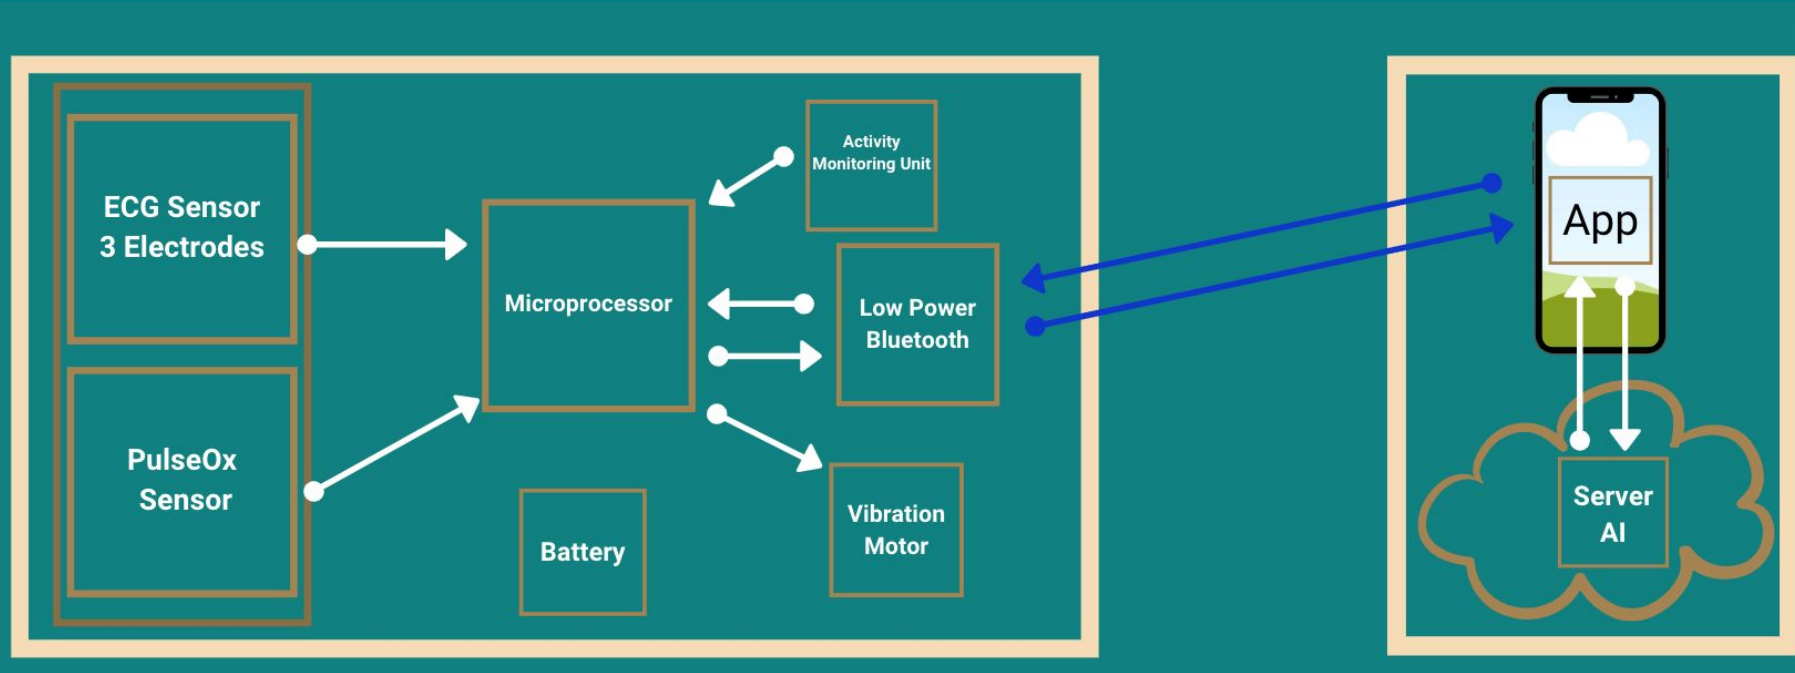 ECG Sensor
3 Electrodes
PulseOx
Sensor
Microprocessor
Battery
Activity
Monitoring Unit
Low Power
Bluetooth
Vibration
Motor
App
Server
AI